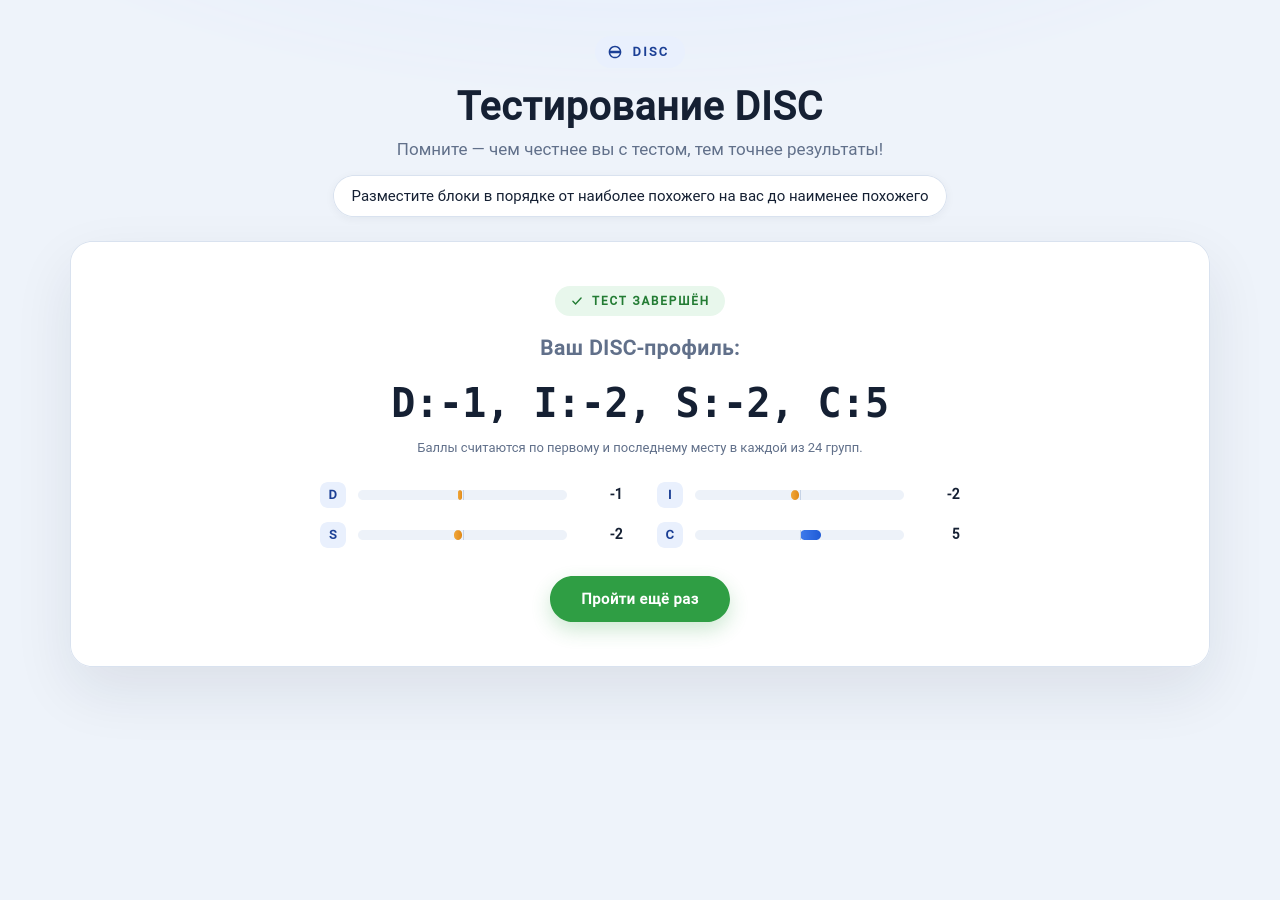 DISC
Тестирование DISC
Помните — чем честнее вы с тестом, тем точнее результаты!
Разместите блоки в порядке от наиболее похожего на вас до наименее похожего
ТЕСТ ЗАВЕРШЁН
Ваш DISC-профиль:
D:-1, I:-2, S:-2, C:5
Баллы считаются по первому и последнему месту в каждой из 24 групп.
D -1 I -2
S -2 C 5
Пройти ещё раз